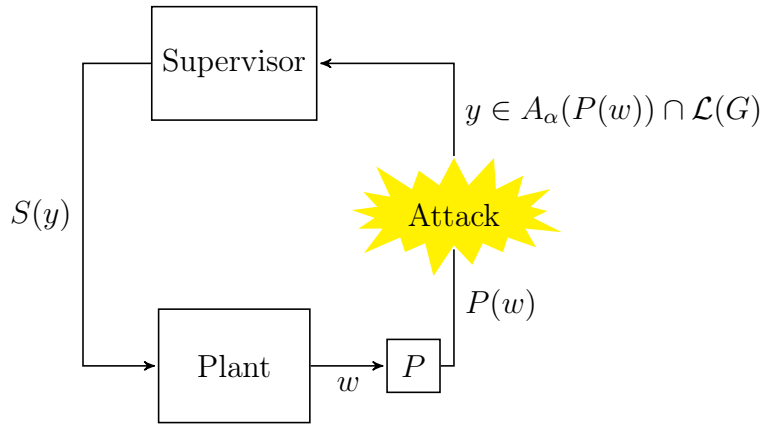 Supervisor
y ∈ A_α(P(w)) ∩ ℒ(G)
S(y)
Attack
P(w)
Plant
w
P